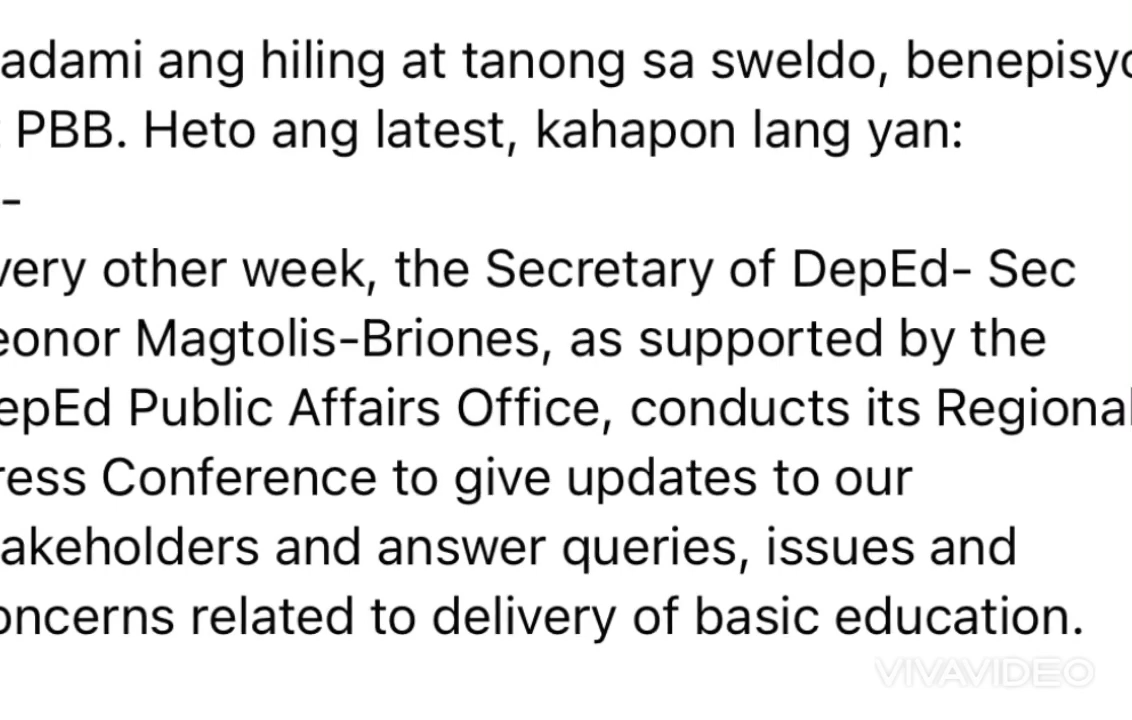 adami ang hiling at tanong sa sweldo, benepisyo
PBB. Heto ang latest, kahapon lang yan:
-
very other week, the Secretary of DepEd- Sec
eonor Magtolis-Briones, as supported by the
epEd Public Affairs Office, conducts its Regional
ress Conference to give updates to our
akeholders and answer queries, issues and
oncerns related to delivery of basic education.
VIVAVIDEO